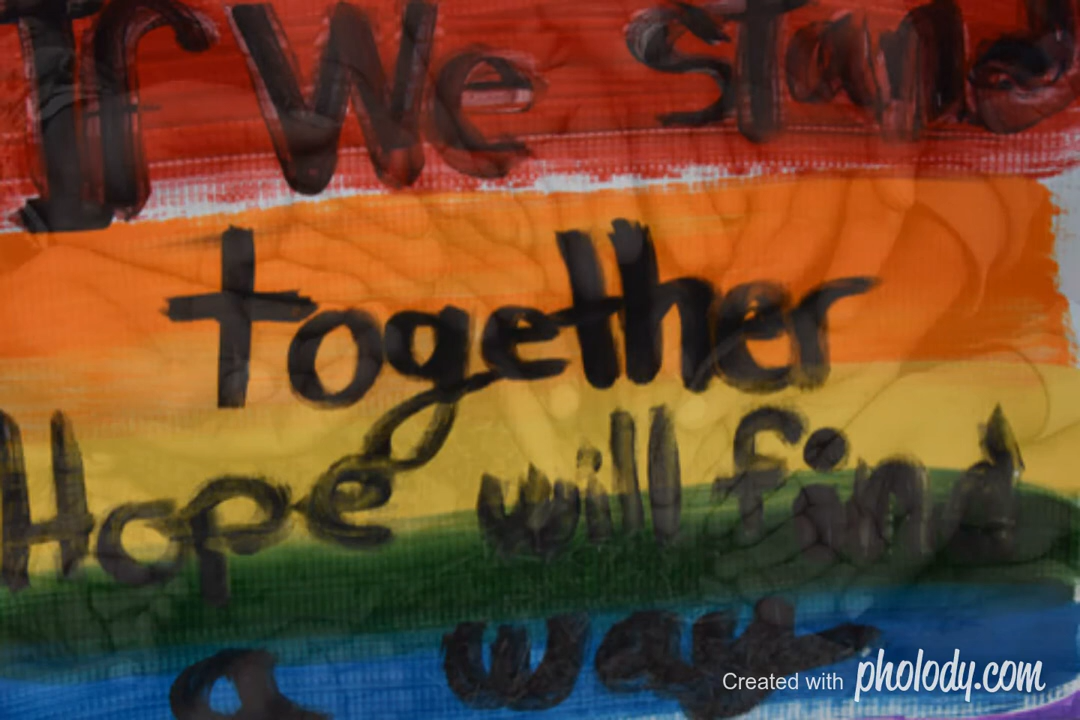 If We stand
together
Hope will find
a way
Created with pholody.com